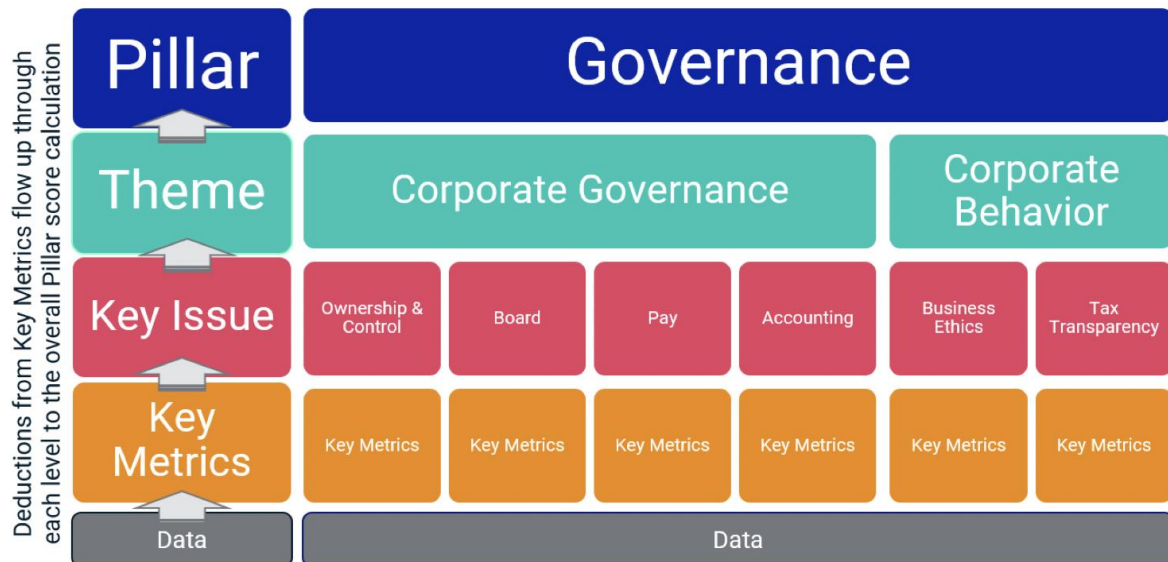 Deductions from Key Metrics flow up through
each level to the overall Pillar score calculation
Pillar
Governance
Theme
Corporate Governance
Corporate
Behavior
Key Issue
Ownership &
Control
Board
Pay
Accounting
Business
Ethics
Tax
Transparency
Key
Metrics
Key Metrics
Key Metrics
Key Metrics
Key Metrics
Key Metrics
Key Metrics
Data
Data